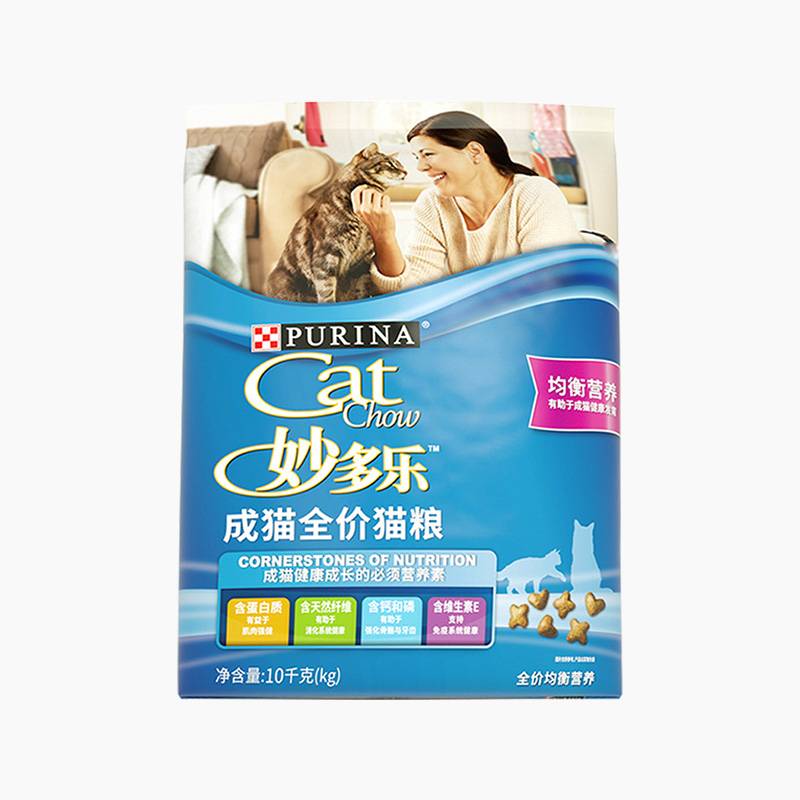 PURINA®
Cat
Chow
妙多乐™
成猫全价猫粮
均衡营养
有助于成猫健康发育
CORNERSTONES OF NUTRITION
成猫健康成长的必须营养素
含蛋白质
有益于
肌肉强健
含天然纤维
有助于
消化系统健康
含钙和磷
有助于
强化骨骼与牙齿
含维生素E
支持
免疫系统健康
净含量:10千克(kg)
全价均衡营养